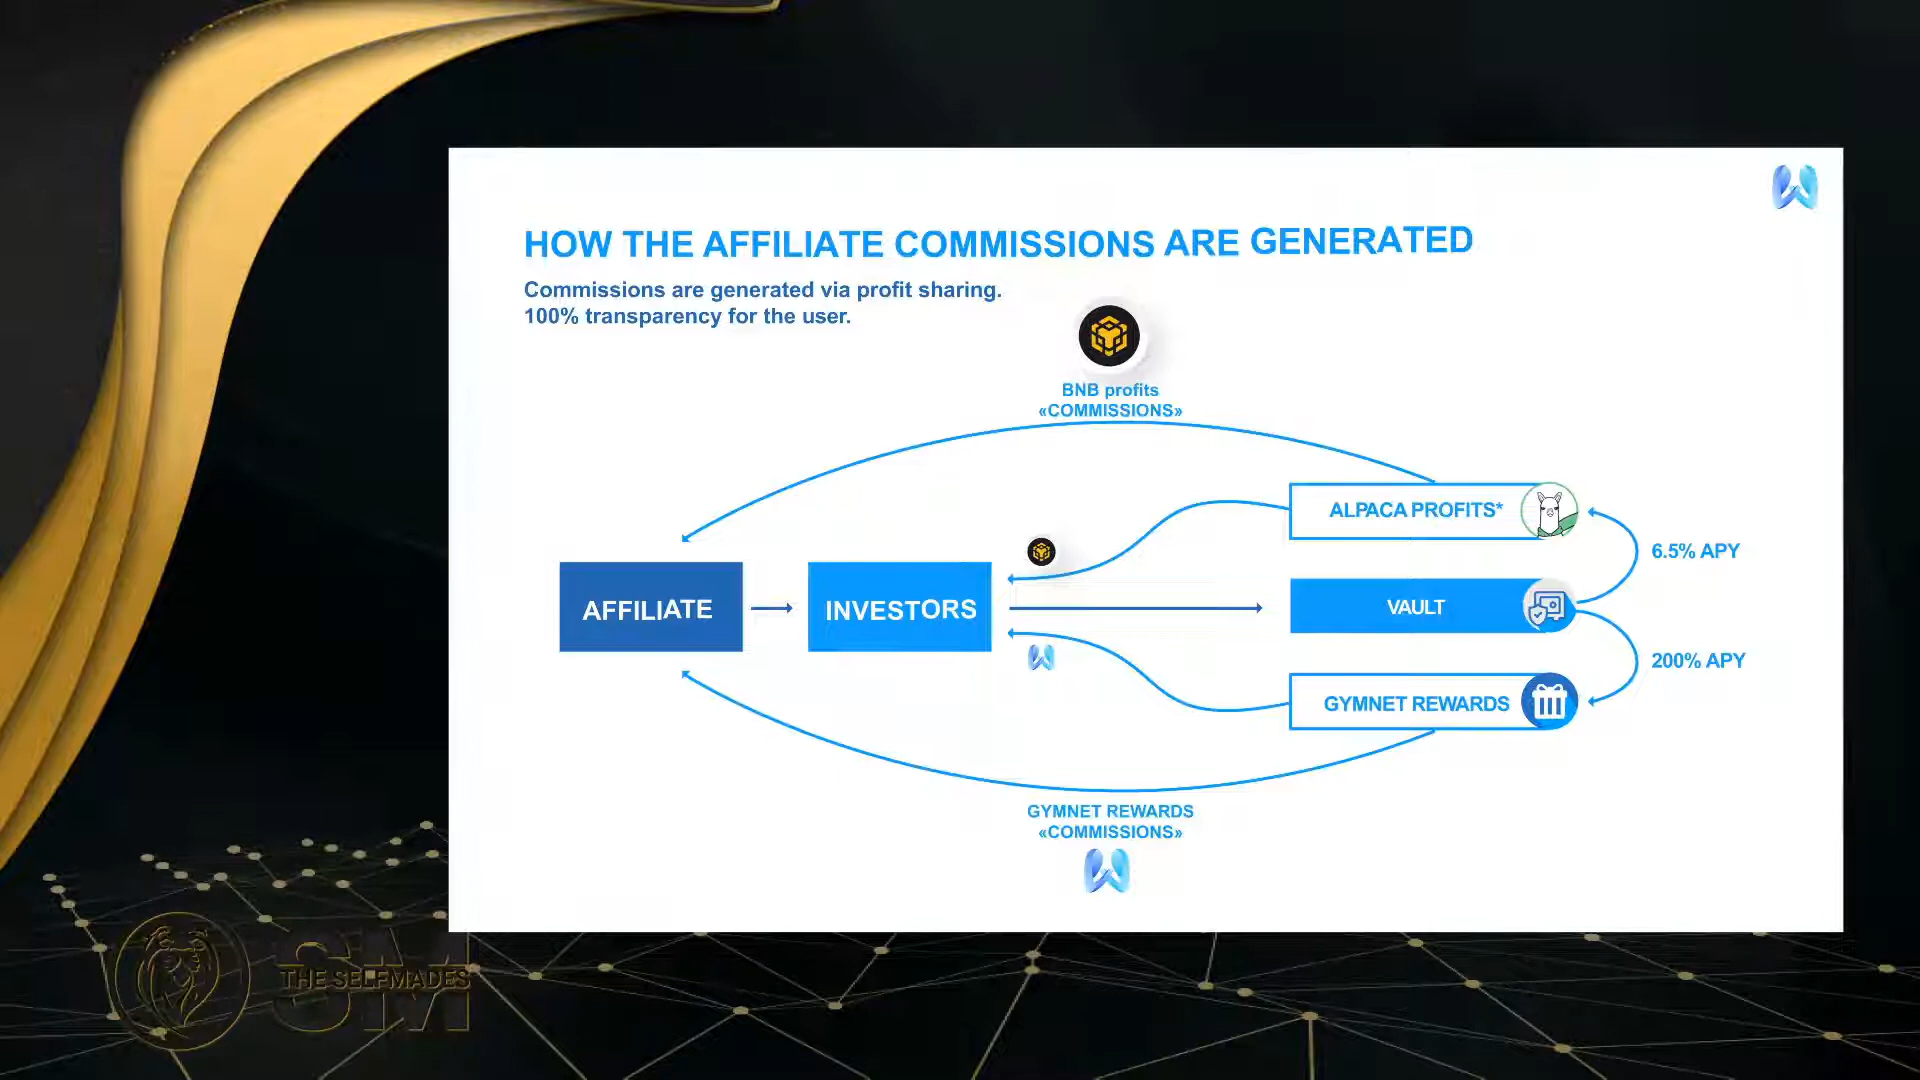 HOW THE AFFILIATE COMMISSIONS ARE GENERATED
Commissions are generated via profit sharing.
100% transparency for the user.
BNB profits
«COMMISSIONS»
ALPACA PROFITS*
6.5% APY
AFFILIATE
INVESTORS
VAULT
200% APY
GYMNET REWARDS
GYMNET REWARDS
«COMMISSIONS»
SM
THE SELFMADES